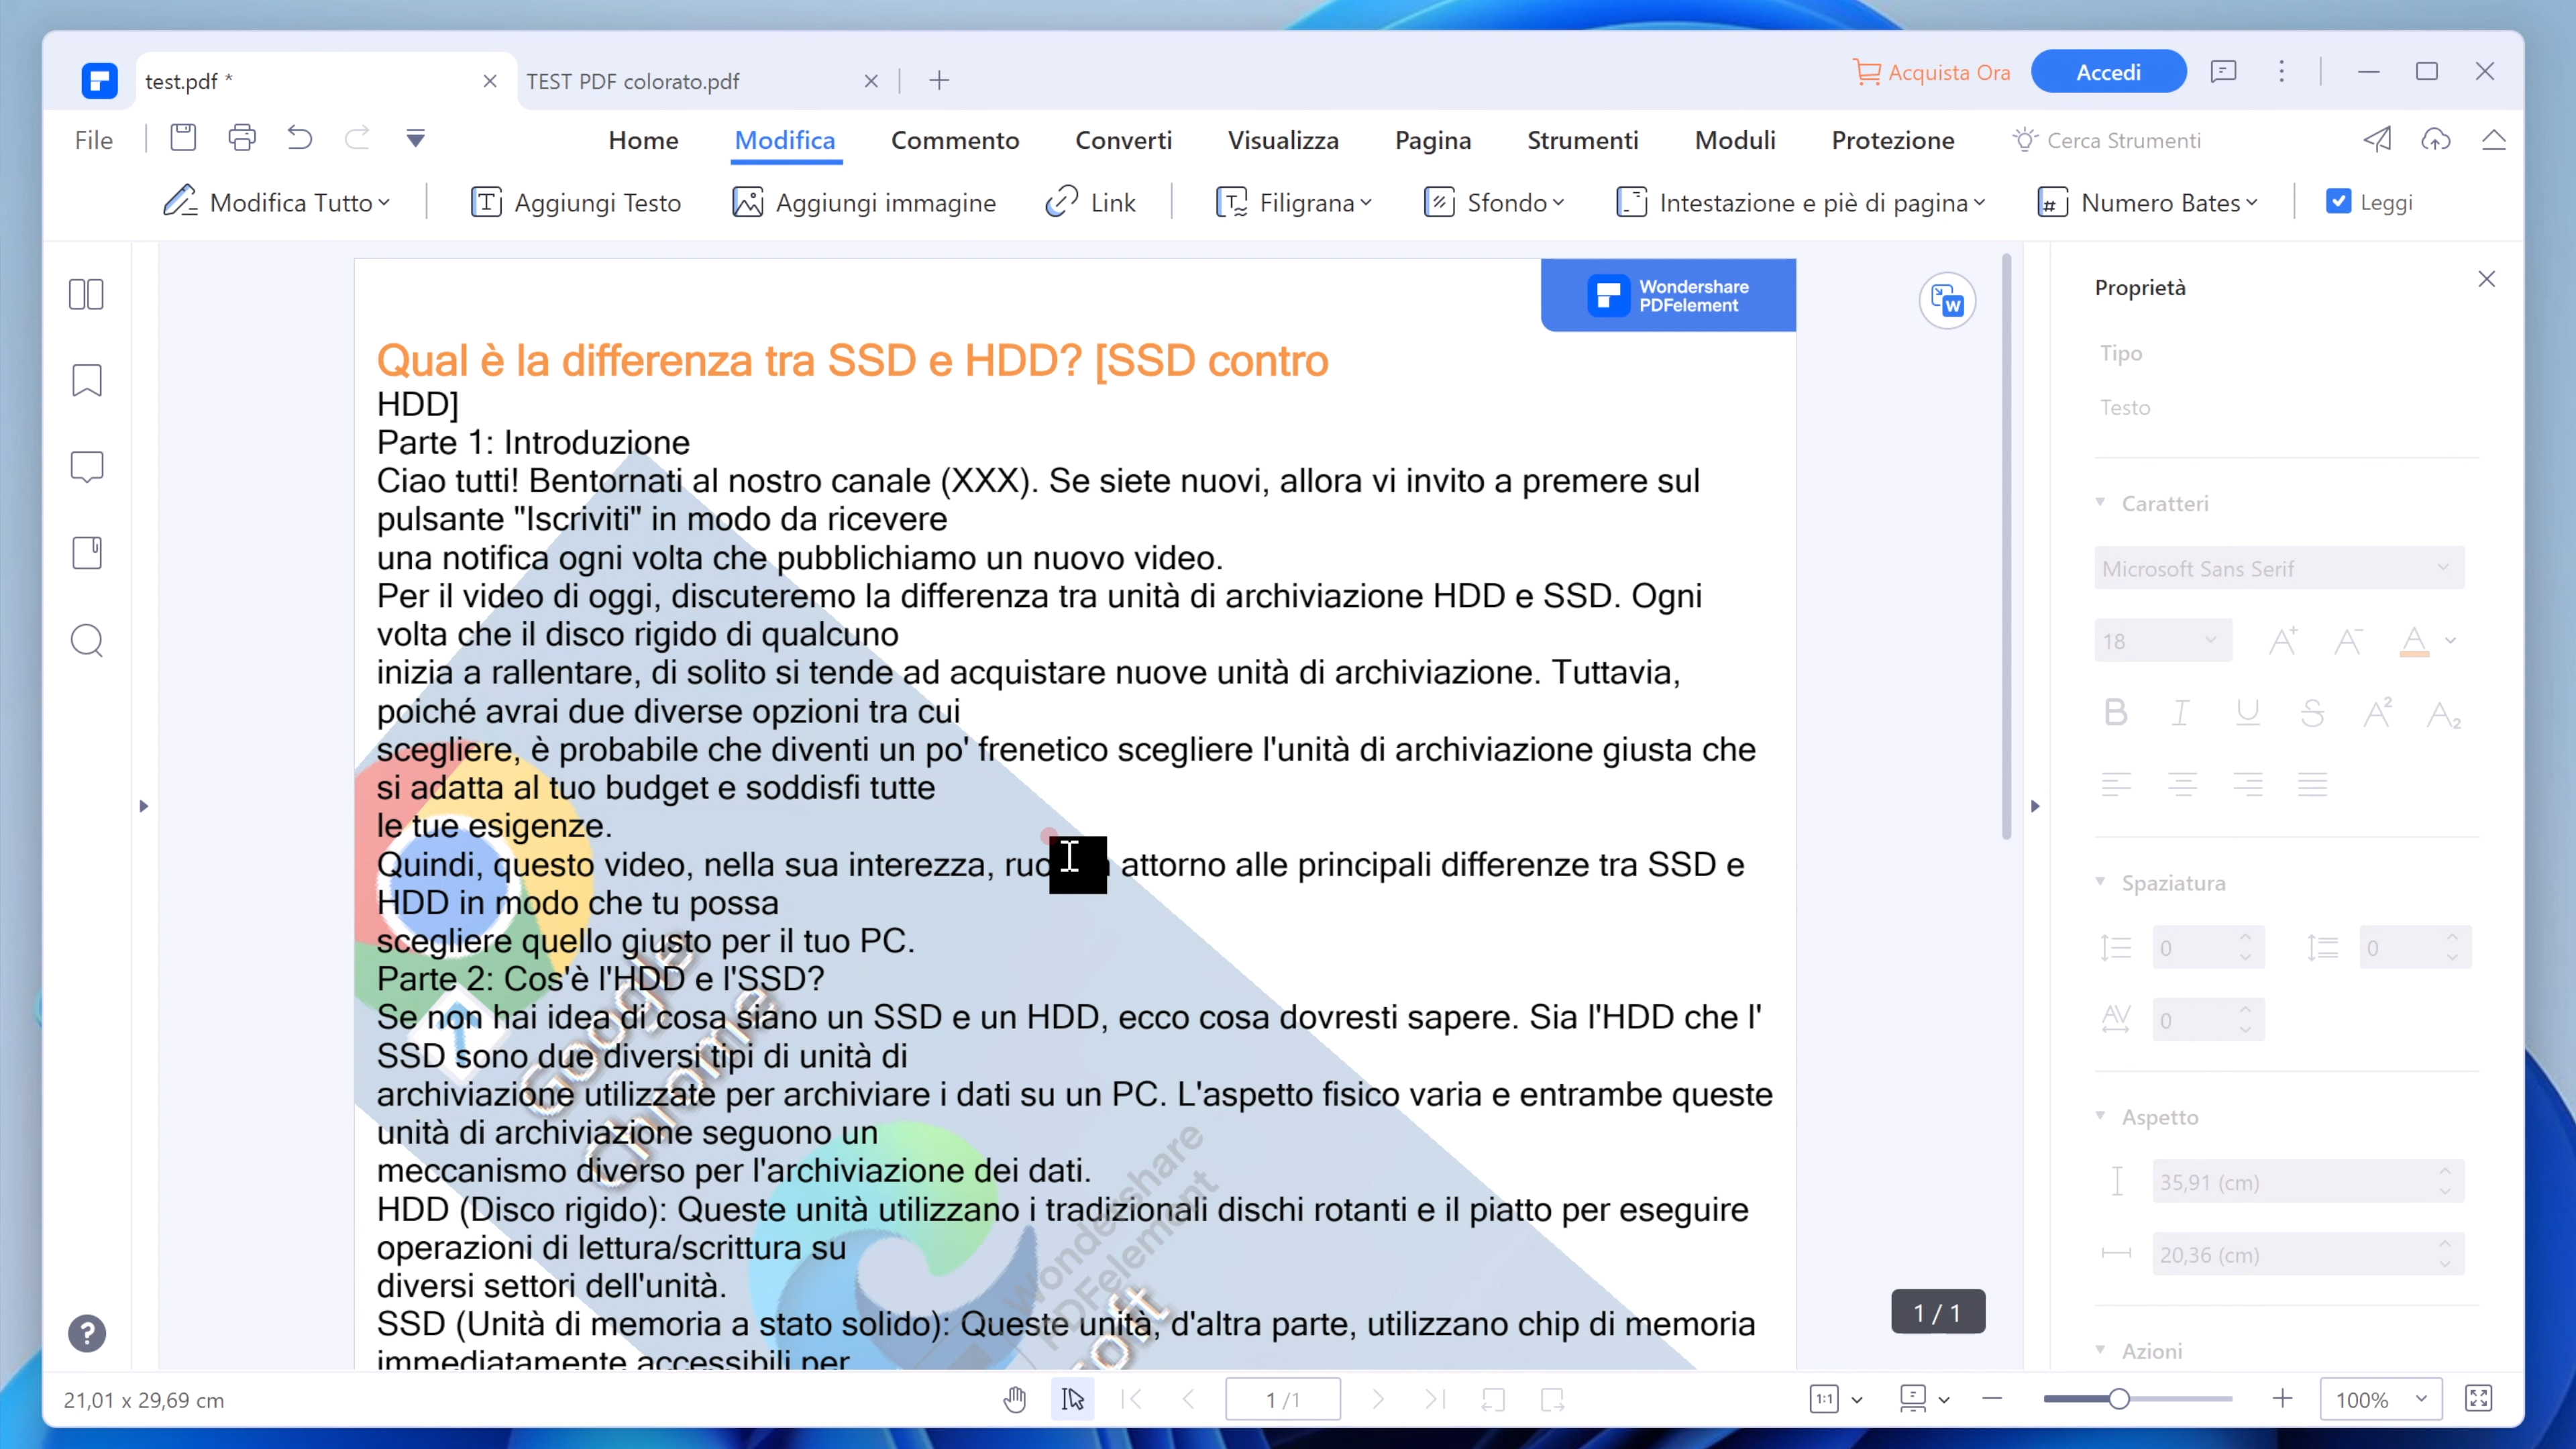 test.pdf *
TEST PDF colorato.pdf
Acquista Ora
Accedi
File
Home
Modifica
Commento
Converti
Visualizza
Pagina
Strumenti
Moduli
Protezione
Cerca Strumenti
Modifica Tutto
Aggiungi Testo
Aggiungi immagine
Link
Filigrana
Sfondo
Intestazione e piè di pagina
Numero Bates
Leggi
Wondershare
PDFelement
Qual è la differenza tra SSD e HDD? [SSD contro
HDD]
Parte 1: Introduzione
Ciao tutti! Bentornati al nostro canale (XXX). Se siete nuovi, allora vi invito a premere sul
pulsante "Iscriviti" in modo da ricevere
una notifica ogni volta che pubblichiamo un nuovo video.
Per il video di oggi, discuteremo la differenza tra unità di archiviazione HDD e SSD. Ogni
volta che il disco rigido di qualcuno
inizia a rallentare, di solito si tende ad acquistare nuove unità di archiviazione. Tuttavia,
poiché avrai due diverse opzioni tra cui
scegliere, è probabile che diventi un po' frenetico scegliere l'unità di archiviazione giusta che
si adatta al tuo budget e soddisfi tutte
le tue esigenze.
Quindi, questo video, nella sua interezza, attorno alle principali differenze tra SSD e
HDD in modo che tu possa
scegliere quello giusto per il tuo PC.
Parte 2: Cos'è l'HDD e l'SSD?
Se non hai idea di cosa siano un SSD e un HDD, ecco cosa dovresti sapere. Sia l'HDD che l'
SSD sono due diversi tipi di unità di
archiviazione utilizzate per archiviare i dati su un PC. L'aspetto fisico varia e entrambe queste
unità di archiviazione seguono un
meccanismo diverso per l'archiviazione dei dati.
HDD (Disco rigido): Queste unità utilizzano i tradizionali dischi rotanti e il piatto per eseguire
operazioni di lettura/scrittura su
diversi settori dell'unità.
SSD (Unità di memoria a stato solido): Queste unità, d'altra parte, utilizzano chip di memoria
immediatamente accessibili per
Google
Chrome
Wondershare
PDFelement
W
1 / 1
Proprietà
Tipo
Testo
Caratteri
Microsoft Sans Serif
18
Spaziatura
0
0
0
Aspetto
35,91 (cm)
20,36 (cm)
Azioni
21,01 x 29,69 cm
1 /1
1:1
100%